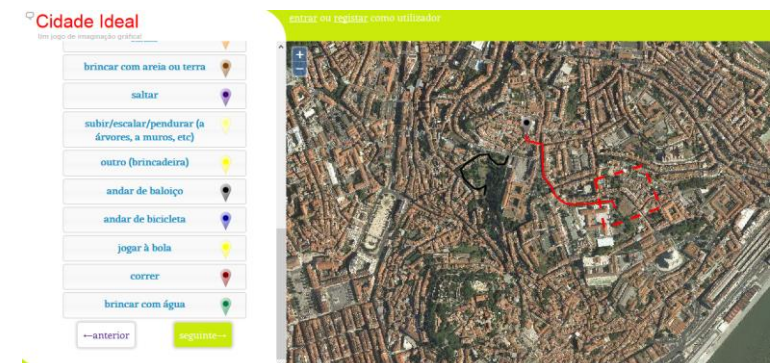 Cidade Ideal
Um jogo de imaginação gráfica!
entrar ou registar como utilizador
brincar com areia ou terra
saltar
subir/escalar/pendurar (a
árvores, a muros, etc)
outro (brincadeira)
andar de baloiço
andar de bicicleta
jogar à bola
correr
brincar com água
←anterior
seguinte→
+
−